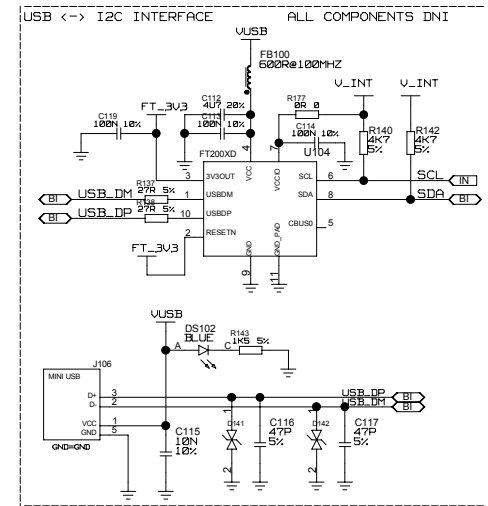 USB <-> I2C INTERFACE ALL COMPONENTS DNI
VUSB
FB100
600R@100MHZ
C112
4U7 20%
C113
100N 10%
C119
100N 10%
FT_3V3
R177
0R 0
C114
100N 10%
V_INT V_INT
R140
4K7
5%
R142
4K7
5%
FT200XD
U104
4
VCC
7
VCCIO
3 3V3OUT
1 USBDM
10 USBDP
2 RESETN
SCL 6
SDA 8
CBUS0 5
GND
9
GND_PAD
11
SCL IN
SDA BI
BI USB_DM
R137
27R 5%
BI USB_DP
R138
27R 5%
FT_3V3
VUSB
DS102
BLUE
A C
R143
1K5 5%
J106
MINI USB
D+ 3
D- 2
VCC 1
GND 5
GND=GND
USB_DP BI
USB_DM BI
C115
10N
10%
1
D141
2
C116
47P
5%
1
D142
2
C117
47P
5%